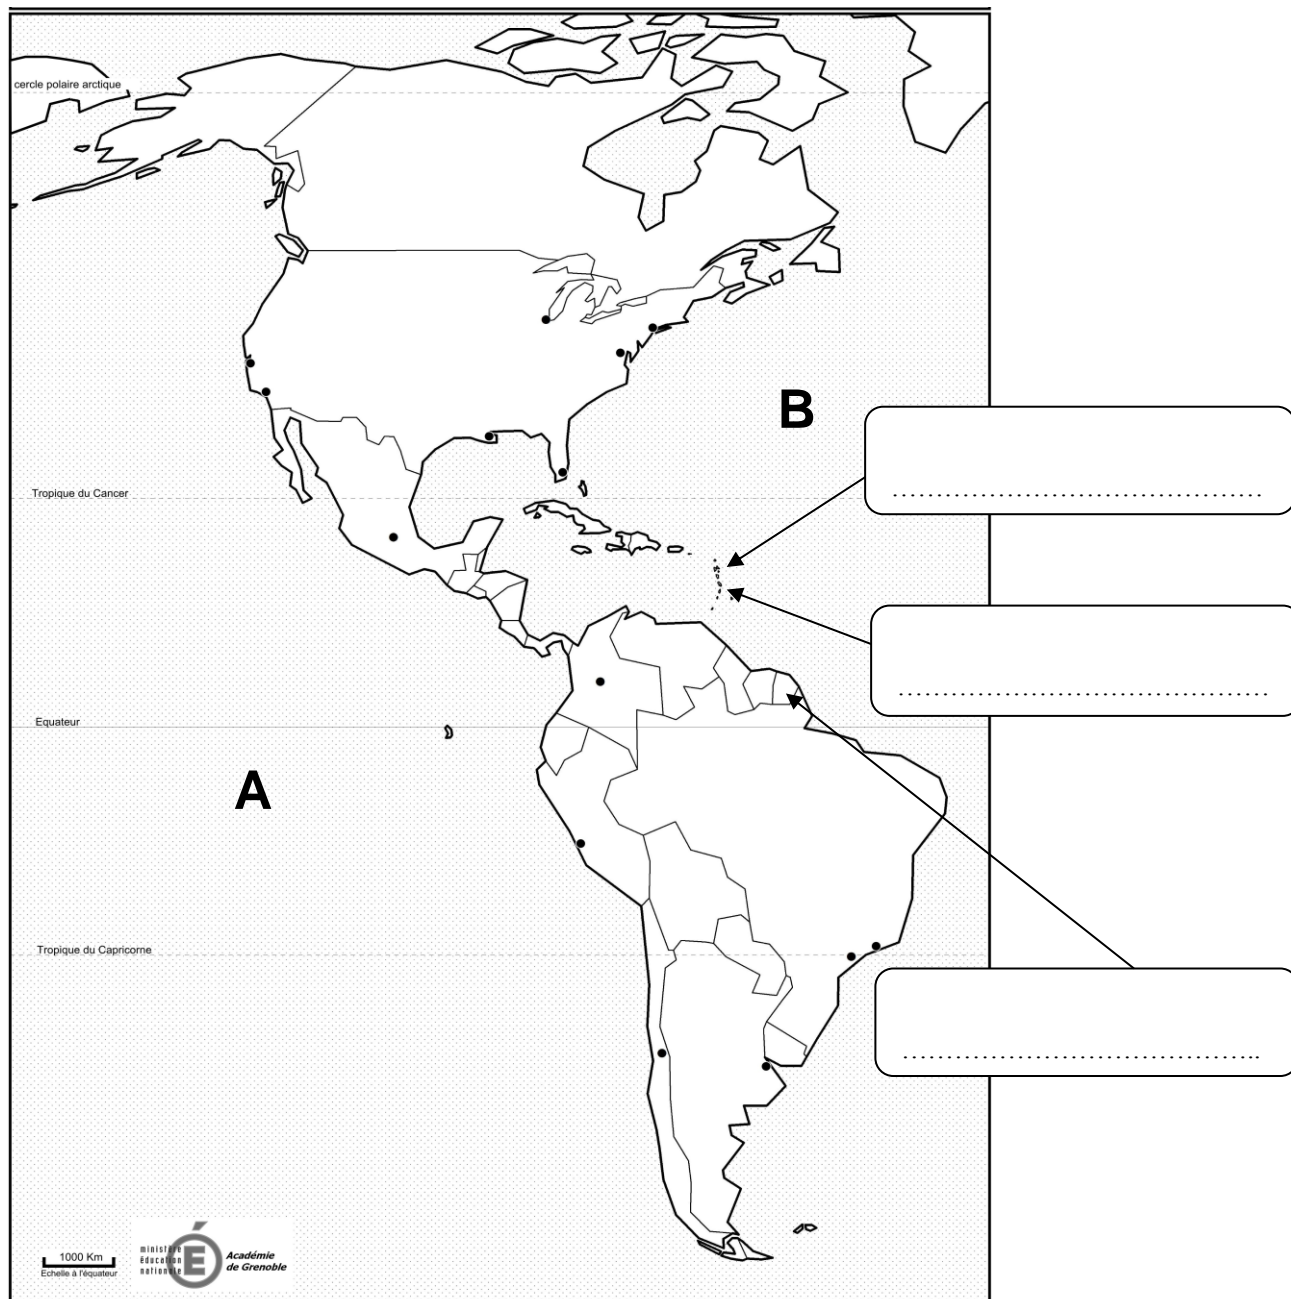 cercle polaire arctique
B
........................................
Tropique du Cancer
........................................
Equateur
A
Tropique du Capricorne
........................................
1000 Km
Echelle à l'équateur
ministère
éducation
nationale
É
Académie
de Grenoble